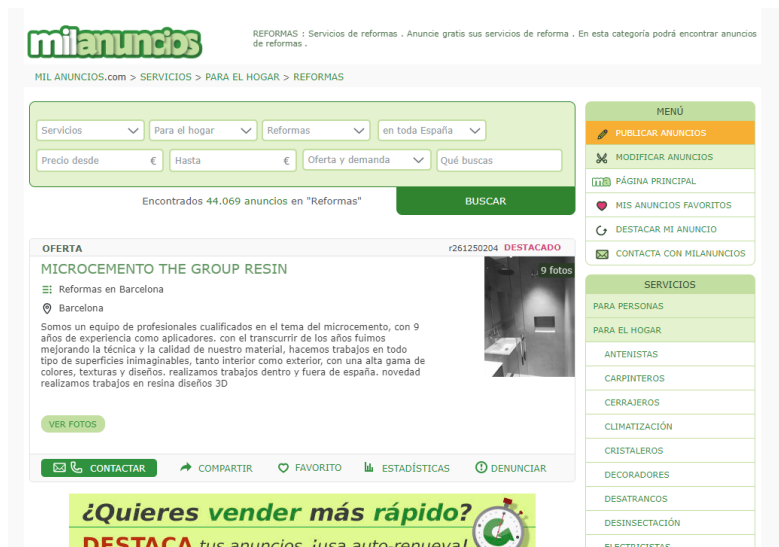 milanuncios
REFORMAS : Servicios de reformas . Anuncie gratis sus servicios de reforma . En esta categoría podrá encontrar anuncios
de reformas .
MIL ANUNCIOS.com > SERVICIOS > PARA EL HOGAR > REFORMAS
Servicios
Para el hogar
Reformas
en toda España
Precio desde €
Hasta €
Oferta y demanda
Qué buscas
Encontrados 44.069 anuncios en "Reformas"
BUSCAR
OFERTA
r261250204 DESTACADO
MICROCEMENTO THE GROUP RESIN
9 fotos
Reformas en Barcelona
Barcelona
Somos un equipo de profesionales cualificados en el tema del microcemento, con 9
años de experiencia como aplicadores. con el transcurrir de los años fuimos
mejorando la técnica y la calidad de nuestro material, hacemos trabajos en todo
tipo de superficies inimaginables, tanto interior como exterior, con una alta gama de
colores, texturas y diseños. realizamos trabajos dentro y fuera de españa. novedad
realizamos trabajos en resina diseños 3D
VER FOTOS
CONTACTAR
COMPARTIR
FAVORITO
ESTADÍSTICAS
DENUNCIAR
¿Quieres vender más rápido?
DESTACA tus anuncios ¡usa auto-renueva!
MENÚ
PUBLICAR ANUNCIOS
MODIFICAR ANUNCIOS
PÁGINA PRINCIPAL
MIS ANUNCIOS FAVORITOS
DESTACAR MI ANUNCIO
CONTACTA CON MILANUNCIOS
SERVICIOS
PARA PERSONAS
PARA EL HOGAR
ANTENISTAS
CARPINTEROS
CERRAJEROS
CLIMATIZACIÓN
CRISTALEROS
DECORADORES
DESATRANCOS
DESINSECTACIÓN
ELECTRICISTAS